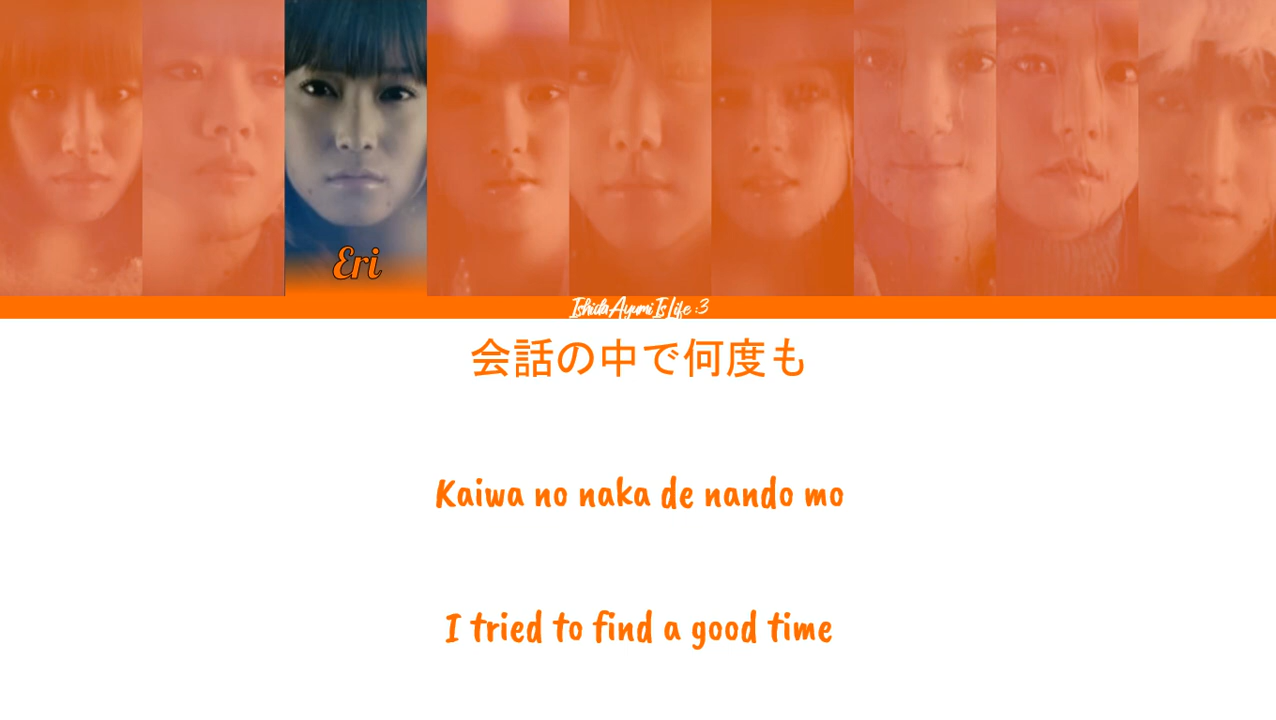 Eri
IshidaAyumiIsLife :3
会話の中で何度も
Kaiwa no naka de nando mo
I tried to find a good time